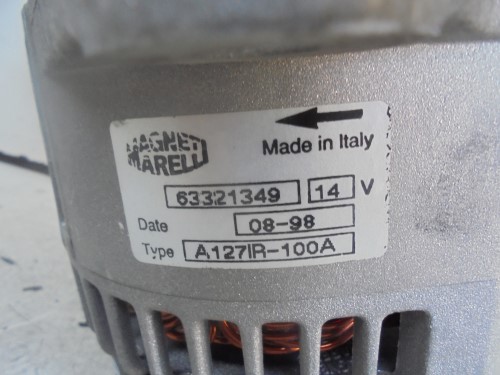 MAGNETI
MARELLI
Made in Italy
63321349 14 V
Date 08-98
Type A127IR-100A